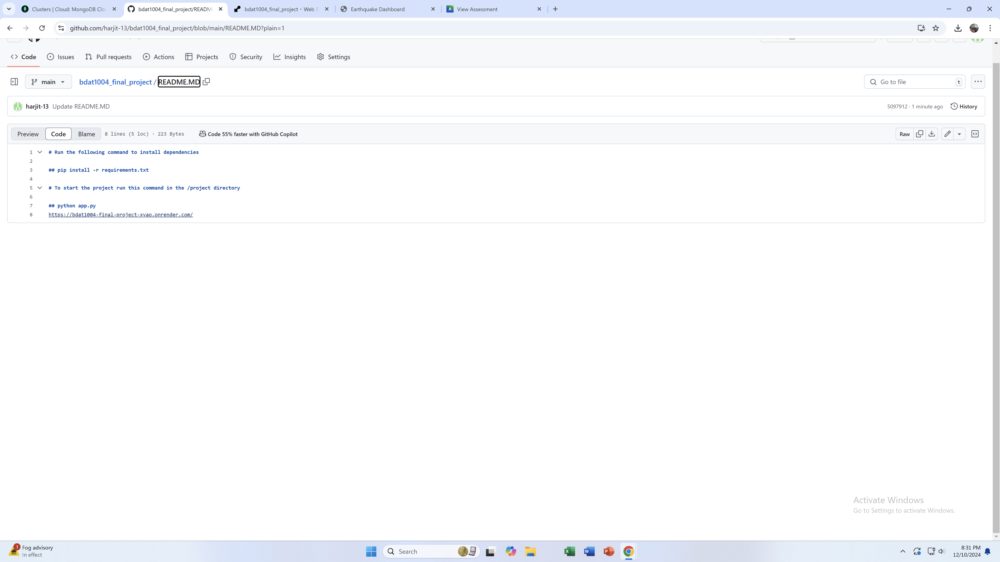 Clusters | Cloud: MongoDB Clou
bdat1004_final_project/READM
bdat1004_final_project · Web S
Earthquake Dashboard
View Assessment
github.com/harjit-13/bdat1004_final_project/blob/main/README.MD?plain=1
Code
Issues
Pull requests
Actions
Projects
Security
Insights
Settings
main
bdat1004_final_project / README.MD
Go to file
t
harjit-13 Update README.MD
5097912 · 1 minute ago
History
Preview
Code
Blame
8 lines (5 loc) · 223 Bytes
Code 55% faster with GitHub Copilot
Raw
1 # Run the following command to install dependencies
2
3 ## pip install -r requirements.txt
4
5 # To start the project run this command in the /project directory
6
7 ## python app.py
8 https://bdat1004-final-project-xyao.onrender.com/
Activate Windows
Go to Settings to activate Windows.
1
Fog advisory
In effect
Search
8:31 PM
12/10/2024